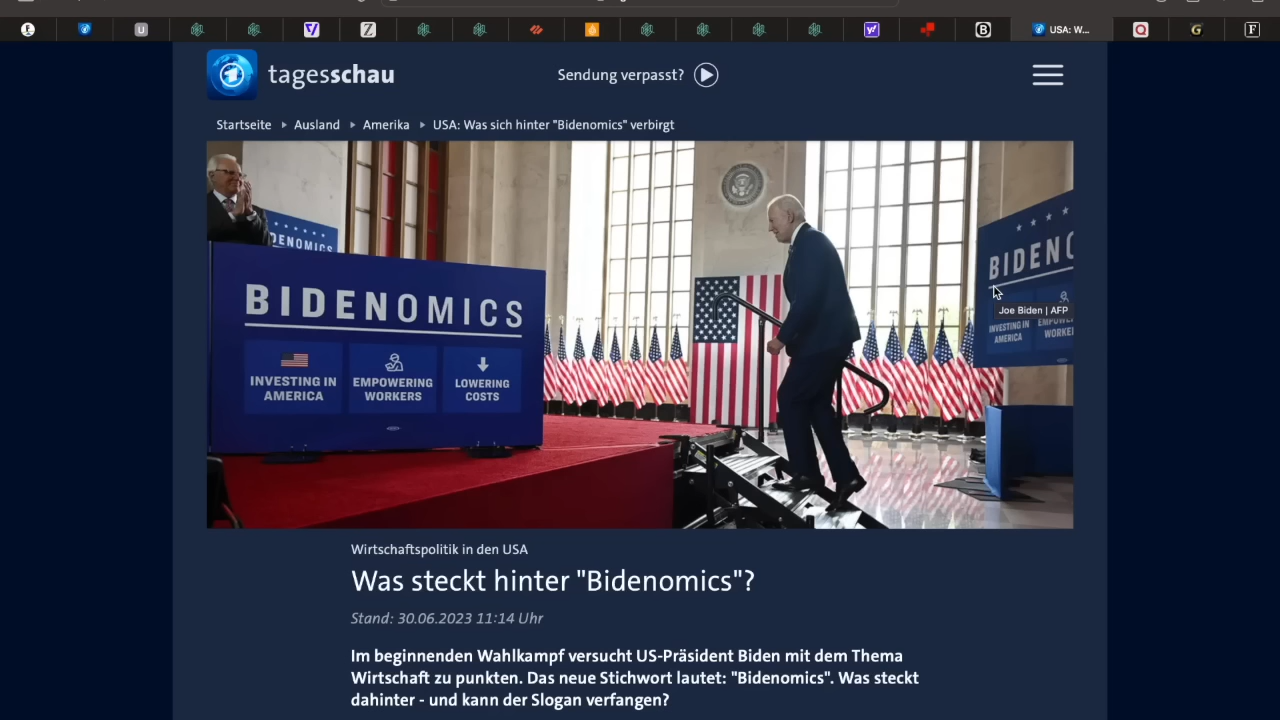 USA: W...
tagesschau
Sendung verpasst?
Startseite
Ausland
Amerika
USA: Was sich hinter "Bidenomics" verbirgt
DENOMICS
BIDENOMICS
INVESTING IN
AMERICA
EMPOWERING
WORKERS
LOWERING
COSTS
BIDENO
Joe Biden | AFP
INVESTING IN
AMERICA
Wirtschaftspolitik in den USA
Was steckt hinter "Bidenomics"?
Stand: 30.06.2023 11:14 Uhr
Im beginnenden Wahlkampf versucht US-Präsident Biden mit dem Thema
Wirtschaft zu punkten. Das neue Stichwort lautet: "Bidenomics". Was steckt
dahinter - und kann der Slogan verfangen?